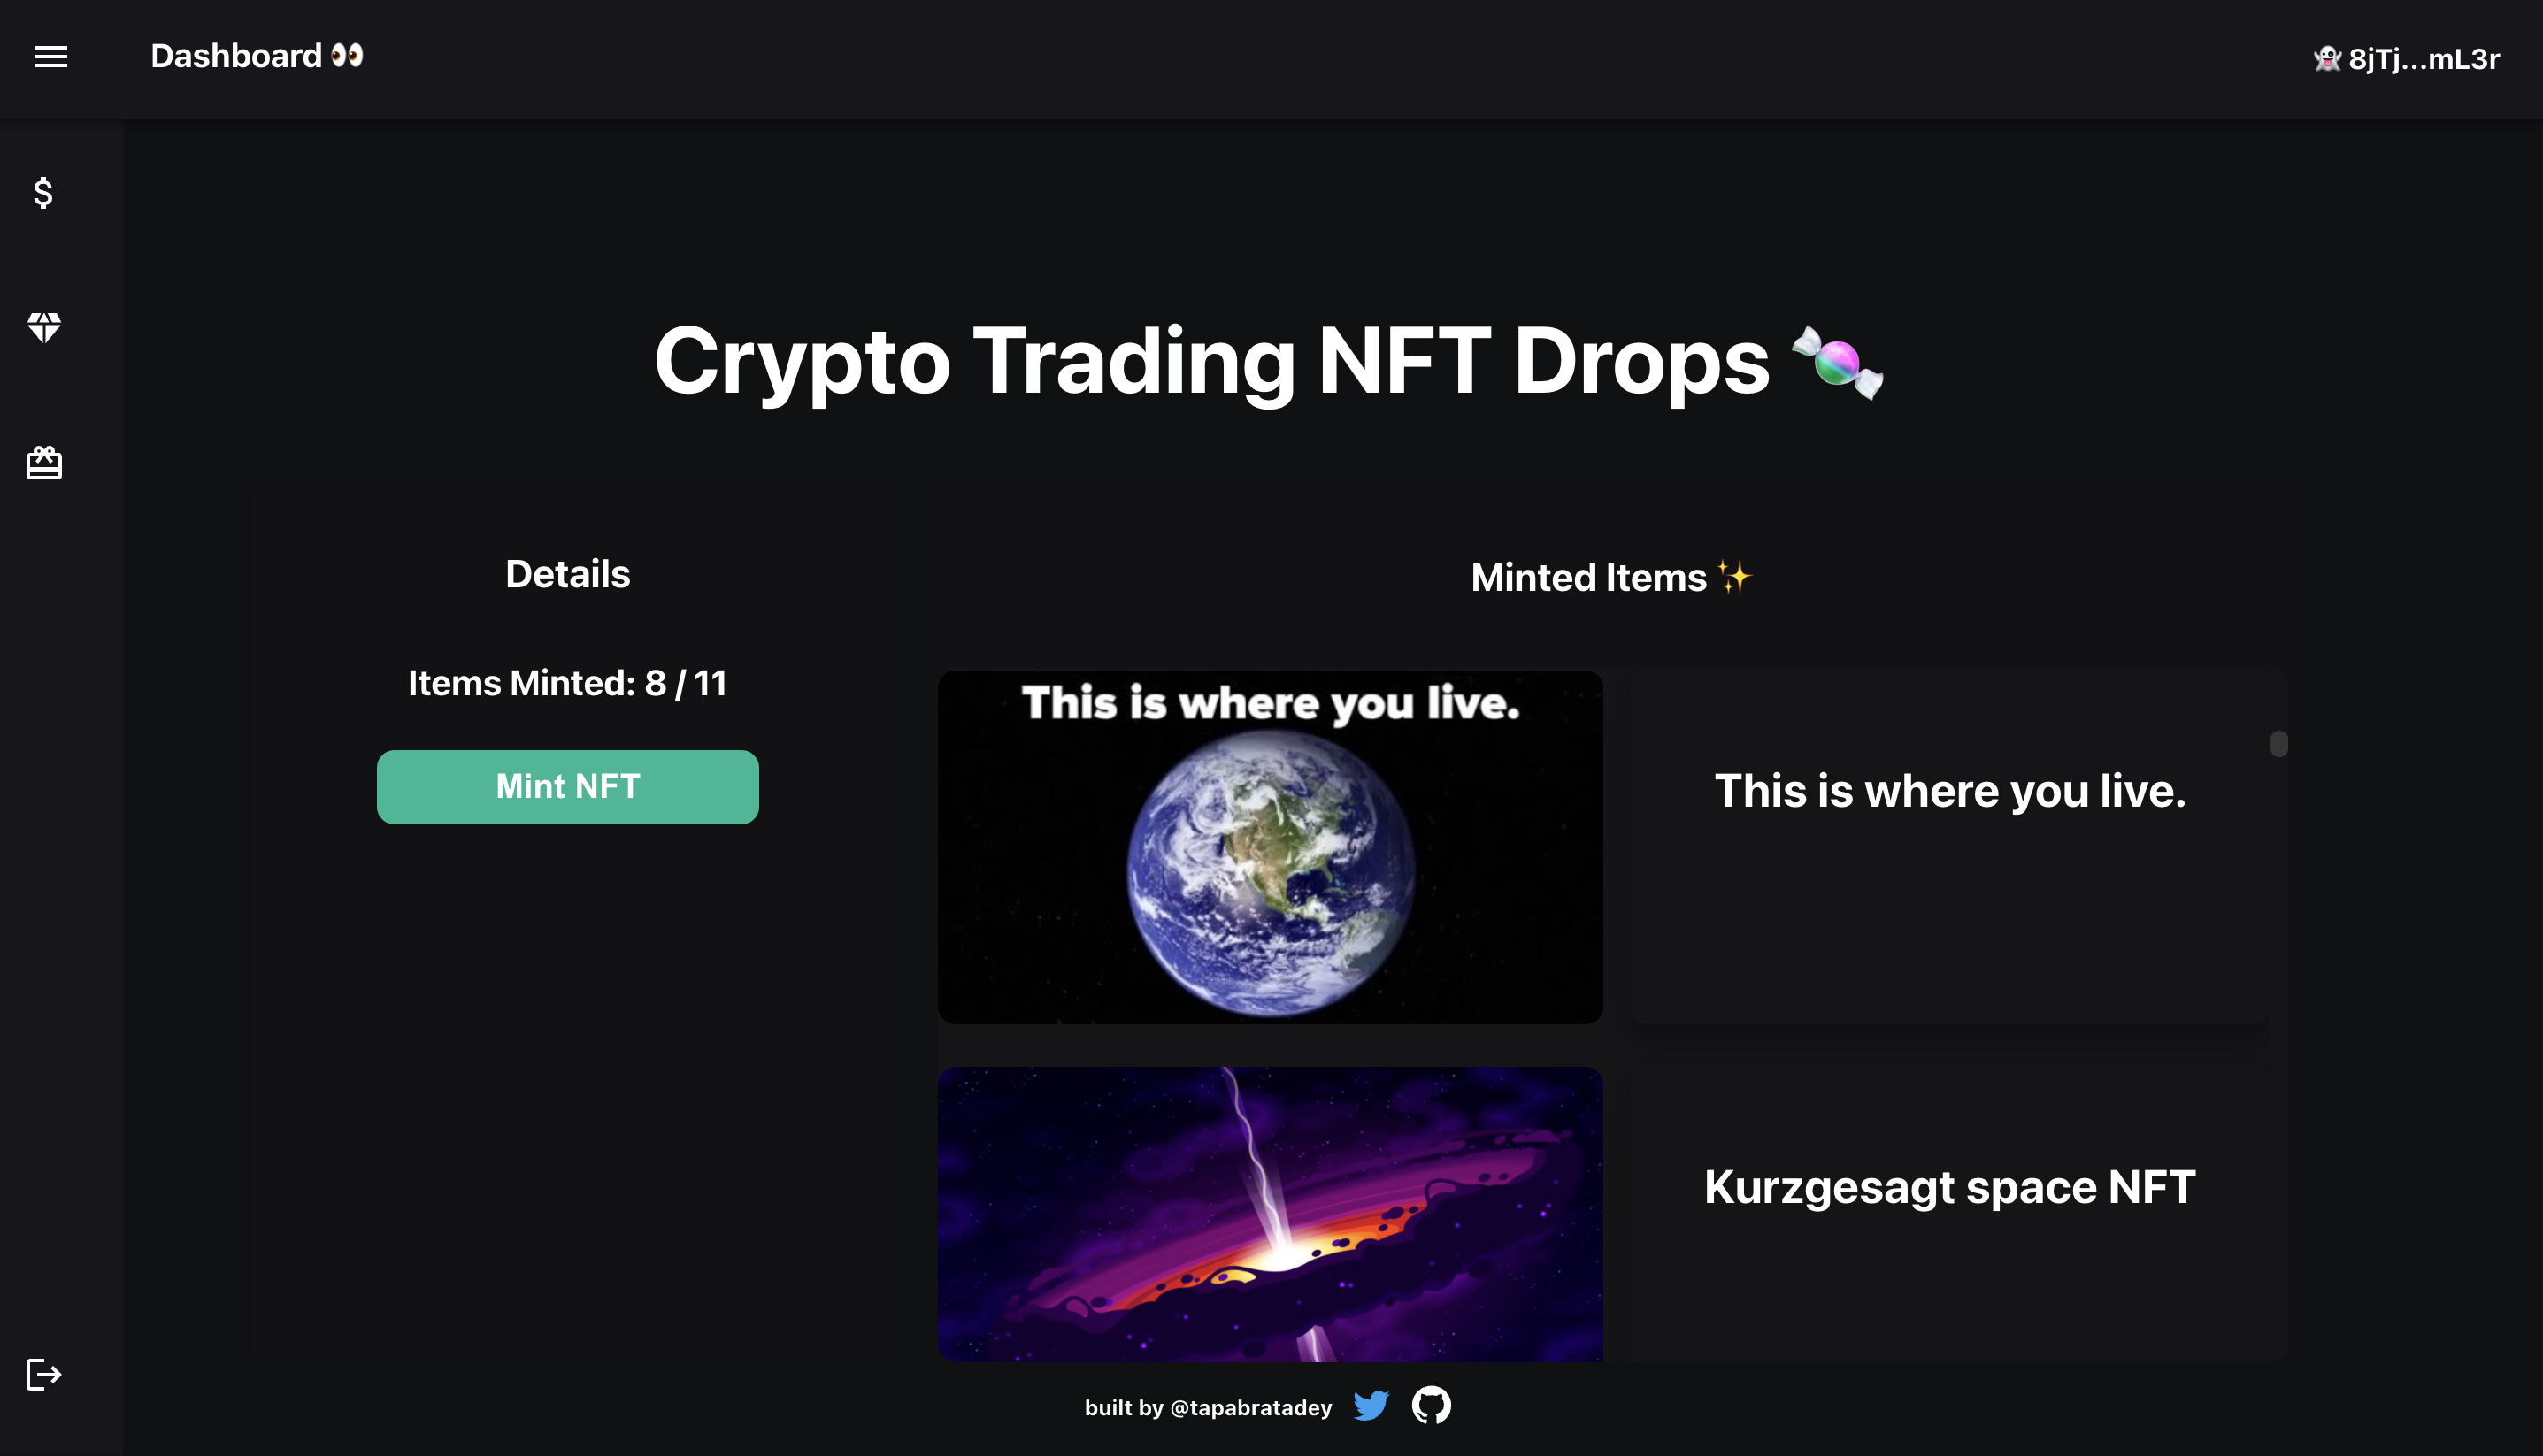 Dashboard 👀
👻 8jTj...mL3r
Crypto Trading NFT Drops 🍬
Details
Items Minted: 8 / 11
Mint NFT
Minted Items ✨
This is where you live.
This is where you live.
Kurzgesagt space NFT
built by @tapabratadey